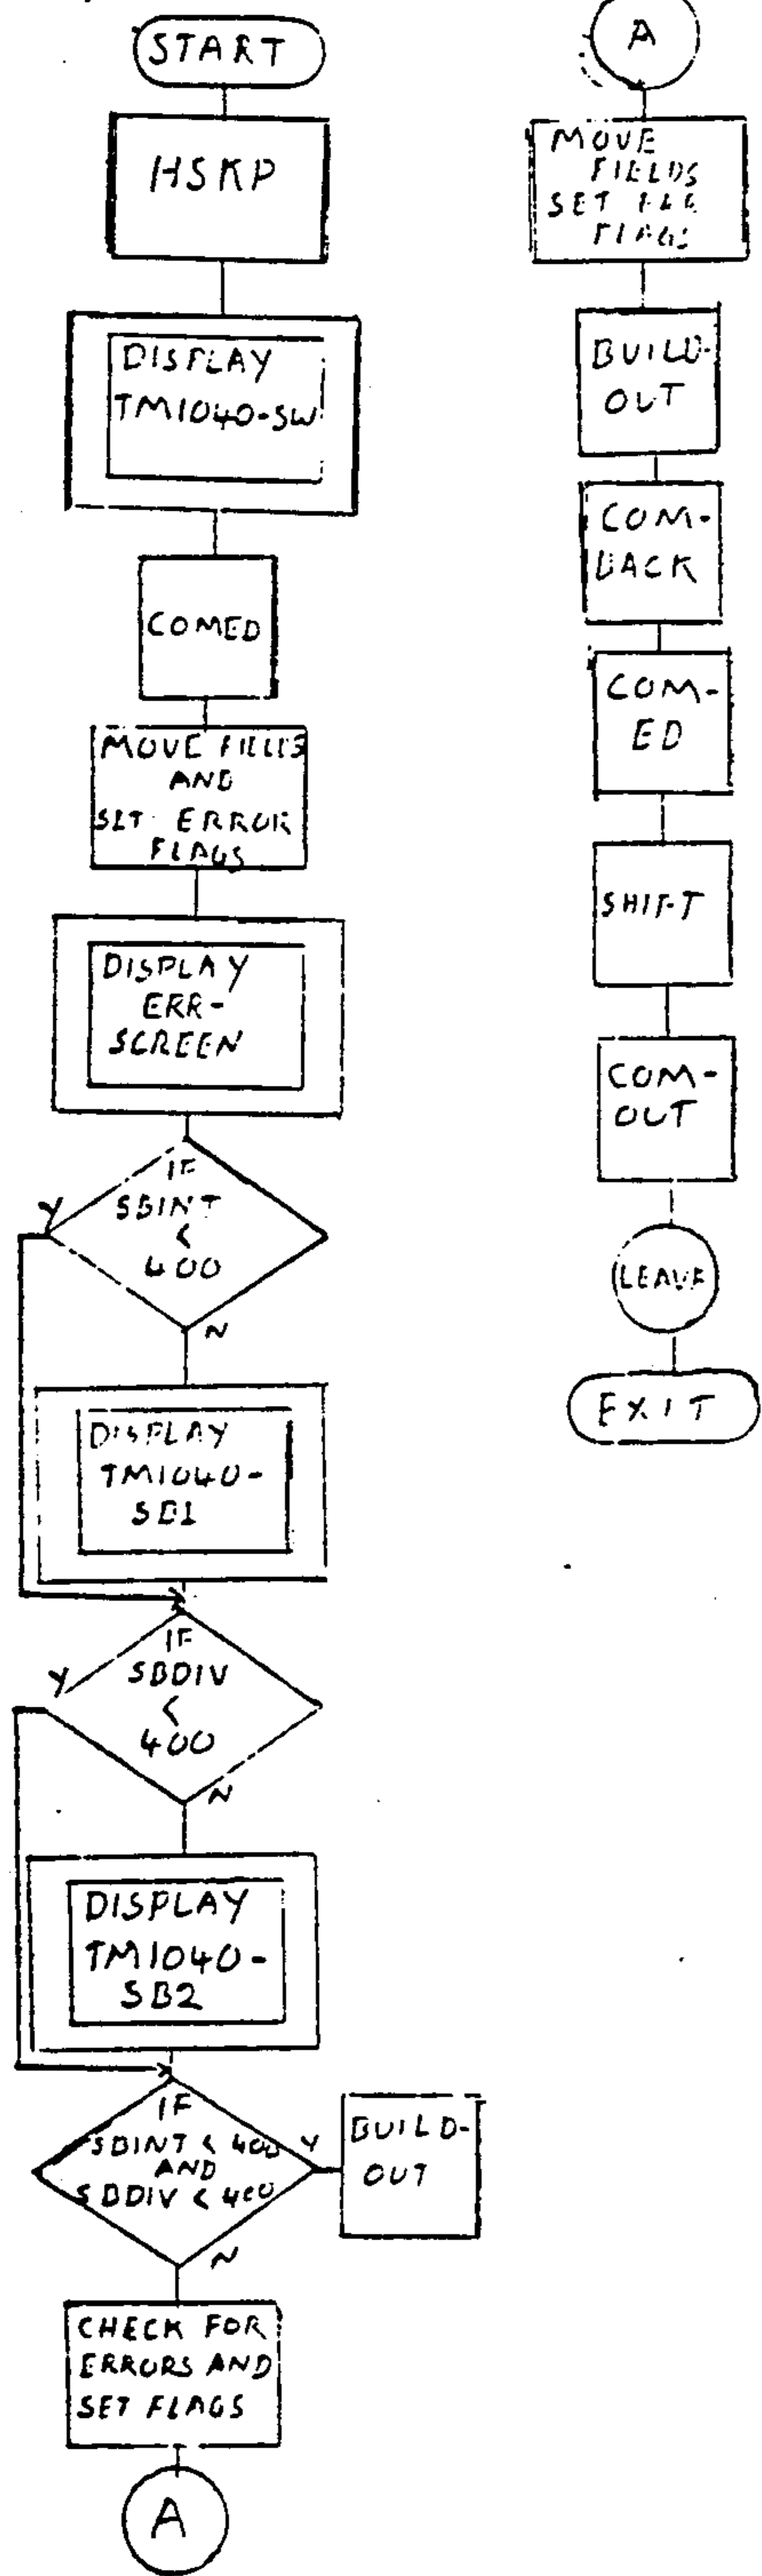 START
HSKP
DISPLAY
TM1040-SW
COMED
MOVE FIELDS
AND
SET ERROR
FLAGS
DISPLAY
ERR-
SCREEN
IF
SBINT
<
400
Y
N
DISPLAY
TM1040-
SB1
IF
SBDIV
<
400
Y
N
DISPLAY
TM1040-
SB2
IF
SBINT < 400
AND
SBDIV < 400
Y
N
BUILD-
OUT
CHECK FOR
ERRORS AND
SET FLAGS
A
A
MOVE
FIELDS
SET ERR
FLAGS
BUILD-
OUT
COM-
BACK
COM-
ED
SHIFT
COM-
OUT
LEAVE
EXIT